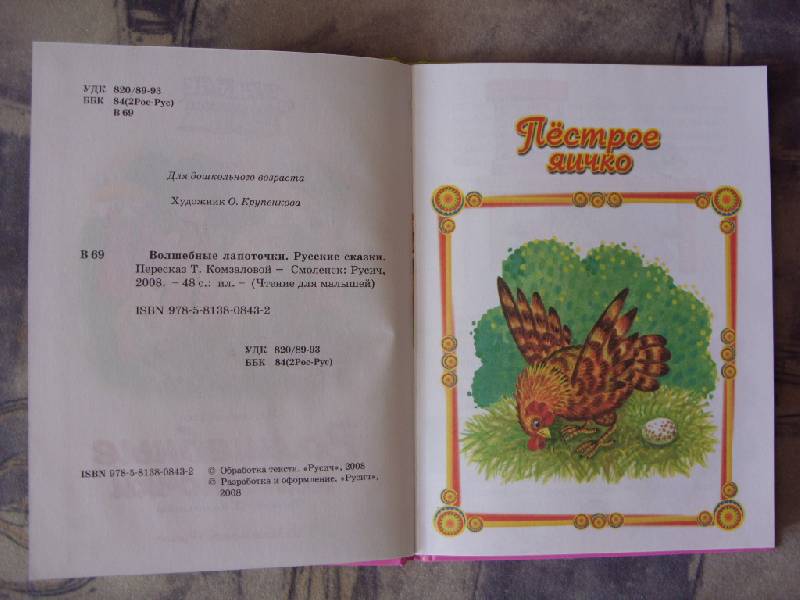 УДК 820/89-93
ББК 84(2Рос-Рус)
В 69
Для дошкольного возраста
Художник О. Крупенкова
В 69 Волшебные лапоточки. Русские сказки.
Пересказ Т. Комзаловой – Смоленск: Русич,
2008. – 48 с.: ил. – (Чтение для малышей)
ISBN 978-5-8138-0843-2
УДК 820/89-93
ББК 84(2Рос-Рус)
ISBN 978-5-8138-0843-2
© Обработка текста. «Русич», 2008
© Разработка и оформление. «Русич»,
2008
Пёстрое
яичко